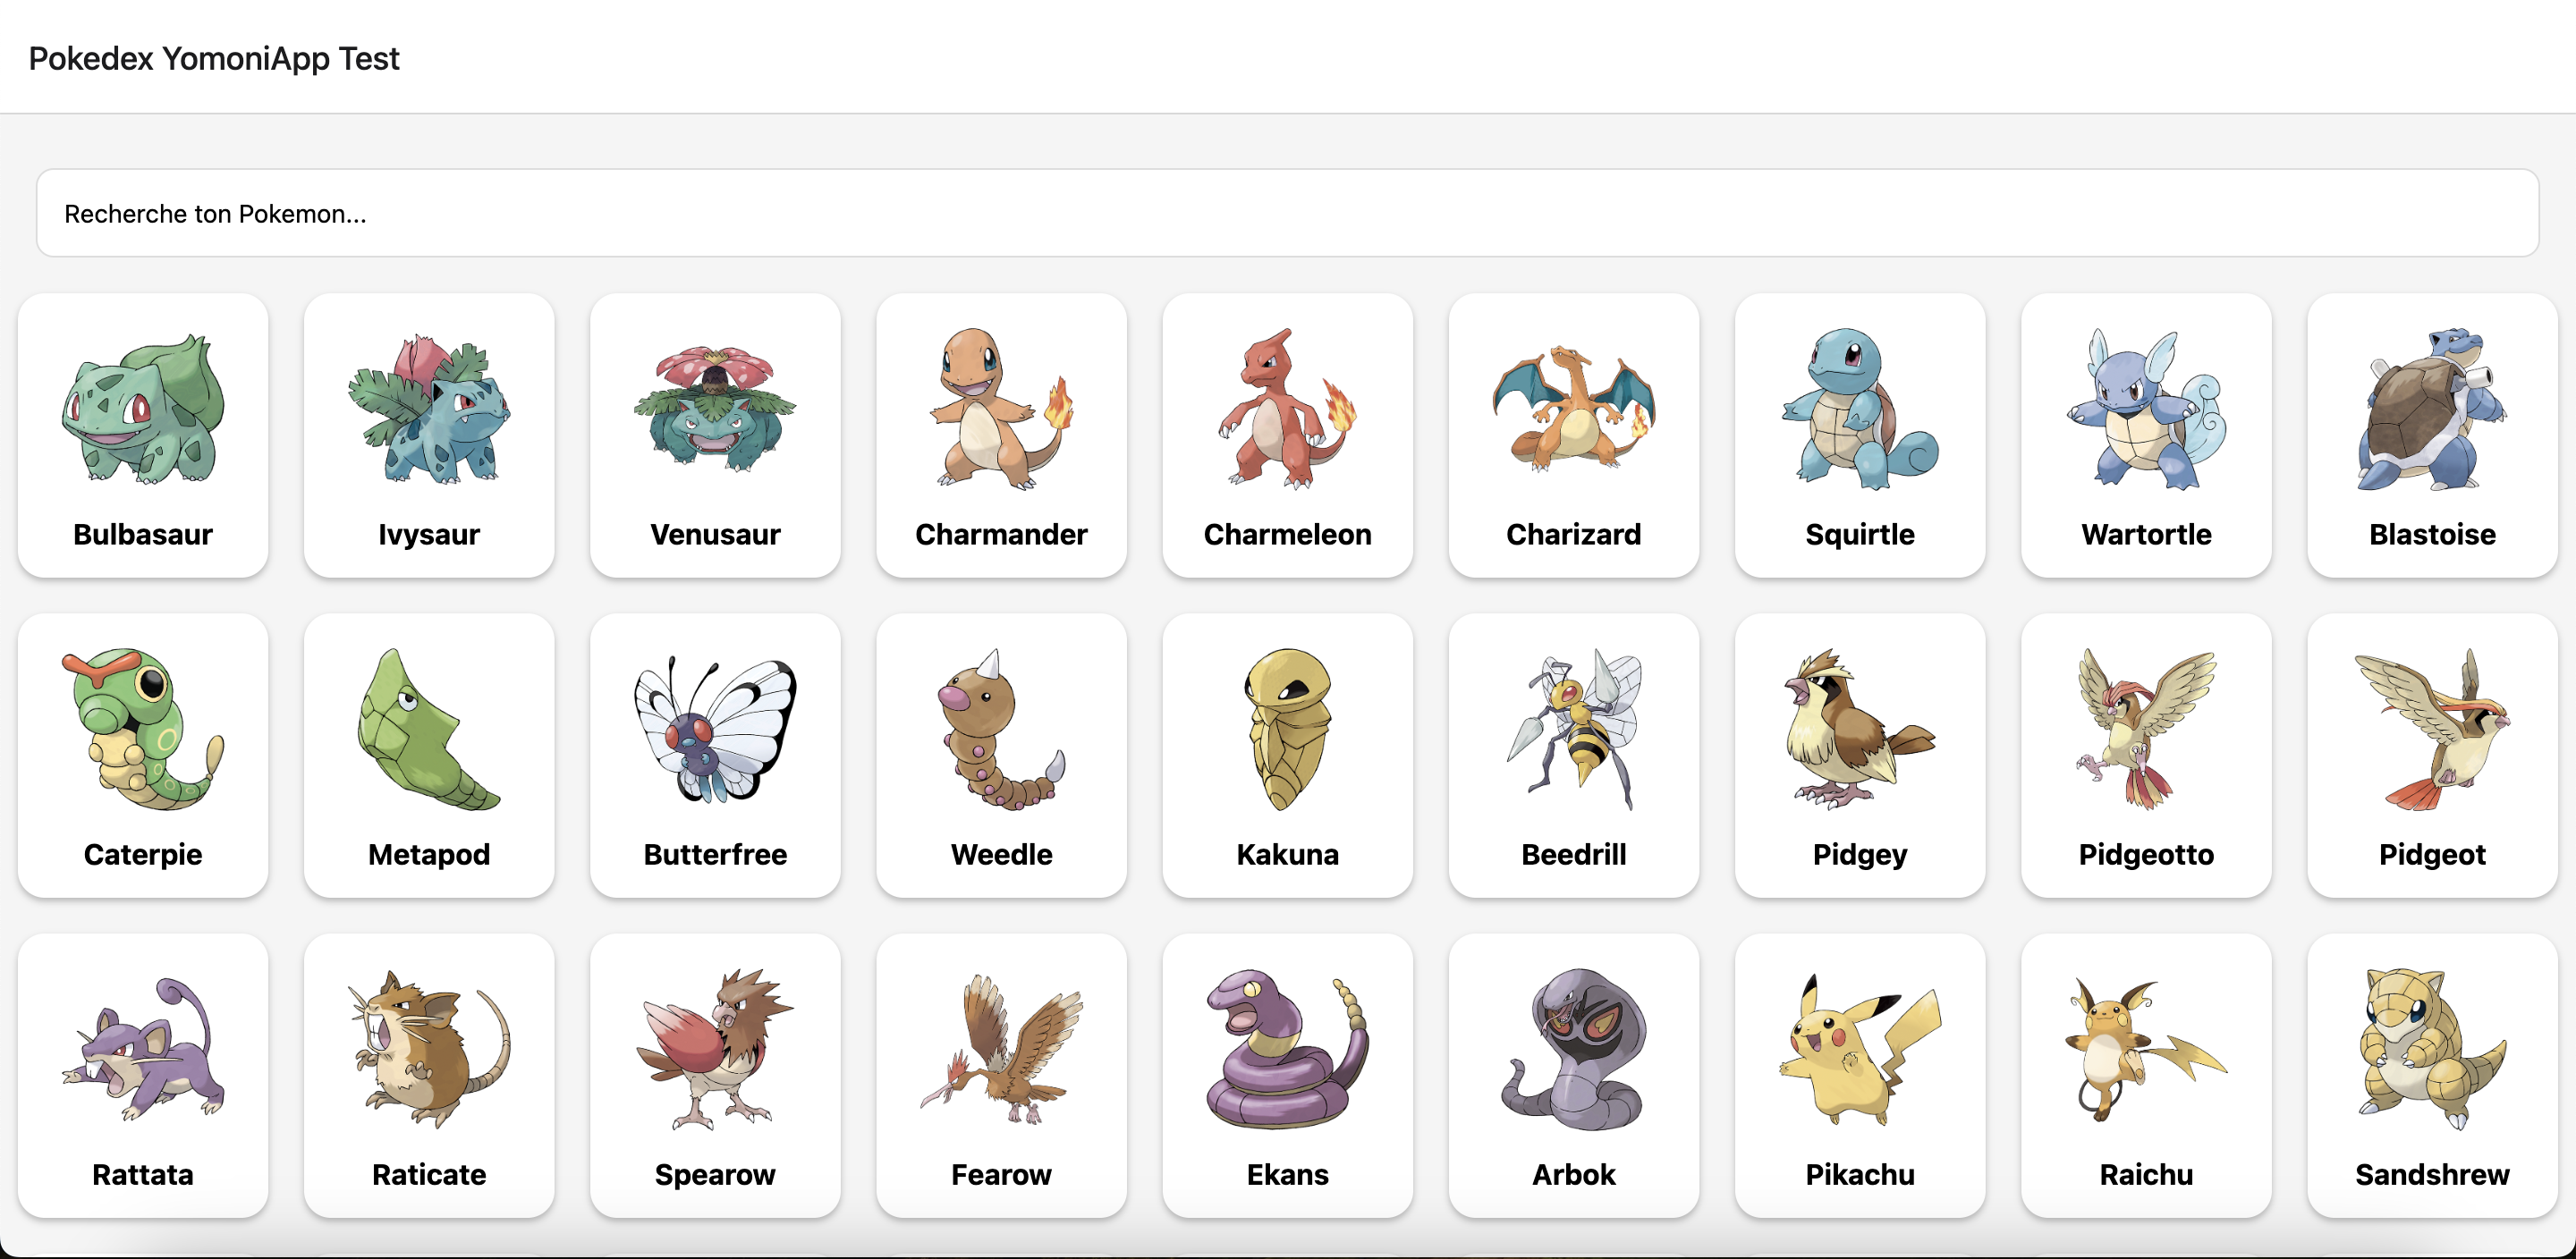 Pokedex YomoniApp Test
Recherche ton Pokemon...
Bulbasaur
Ivysaur
Venusaur
Charmander
Charmeleon
Charizard
Squirtle
Wartortle
Blastoise
Caterpie
Metapod
Butterfree
Weedle
Kakuna
Beedrill
Pidgey
Pidgeotto
Pidgeot
Rattata
Raticate
Spearow
Fearow
Ekans
Arbok
Pikachu
Raichu
Sandshrew